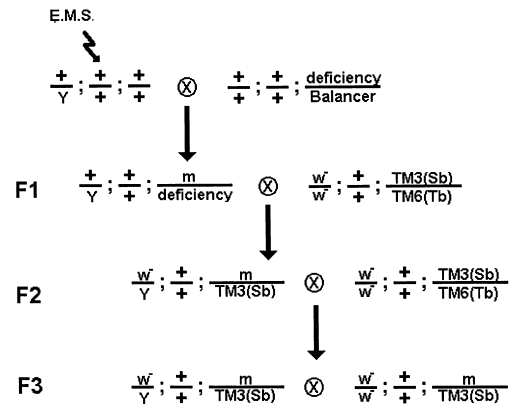 E.M.S.
+/Y ; +/+ ; +/+ ⊗ +/+ ; +/+ ; deficiency/Balancer
F1 +/Y ; +/+ ; m/deficiency ⊗ w⁻/w⁻ ; +/+ ; TM3(Sb)/TM6(Tb)
F2 w⁻/Y ; +/+ ; m/TM3(Sb) ⊗ w⁻/w⁻ ; +/+ ; TM3(Sb)/TM6(Tb)
F3 w⁻/Y ; +/+ ; m/TM3(Sb) ⊗ w⁻/w⁻ ; +/+ ; m/TM3(Sb)